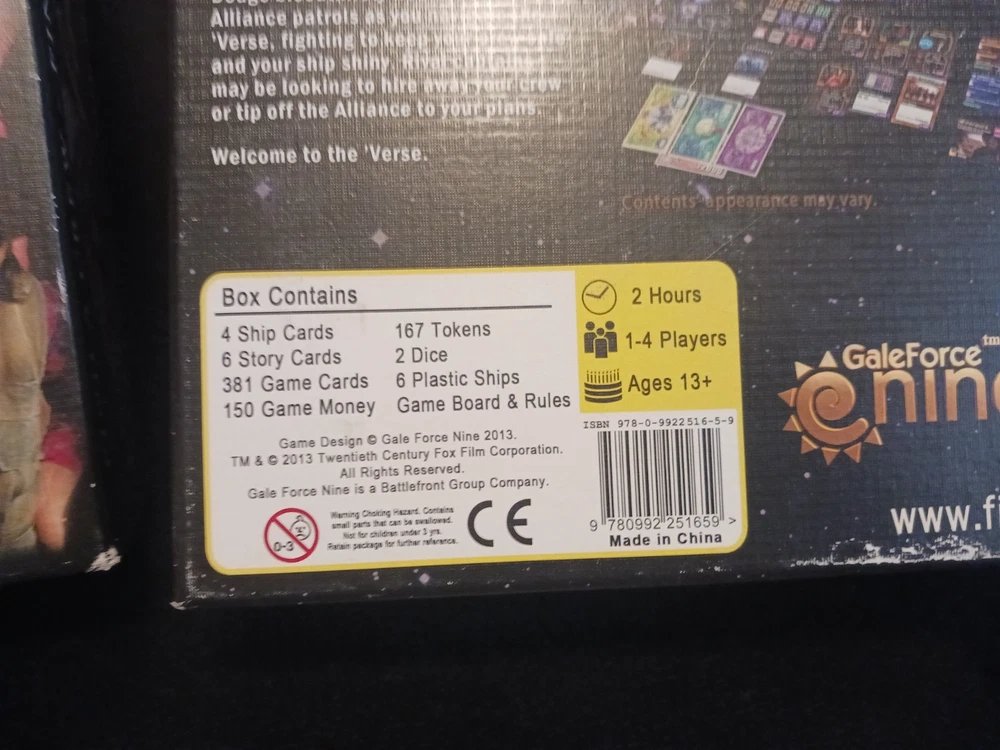 Alliance patrols as you
'Verse, fighting to keep
and your ship shiny.
may be looking to hire away your crew
or tip off the Alliance to your plans.
Welcome to the 'Verse.
Contents' appearance may vary.
Box Contains
4 Ship Cards
6 Story Cards
381 Game Cards
150 Game Money
167 Tokens
2 Dice
6 Plastic Ships
Game Board & Rules
2 Hours
1-4 Players
Ages 13+
Game Design © Gale Force Nine 2013.
TM & © 2013 Twentieth Century Fox Film Corporation.
All Rights Reserved.
Gale Force Nine is a Battlefront Group Company.
0-3
Warning Choking Hazard. Contains
small parts that can be swallowed.
Not for children under 3 yrs.
Retain package for further reference.
CE
ISBN 978-0-9922516-5-9
9 780992 251659 >
Made in China
GaleForce tm
nine
www.fi